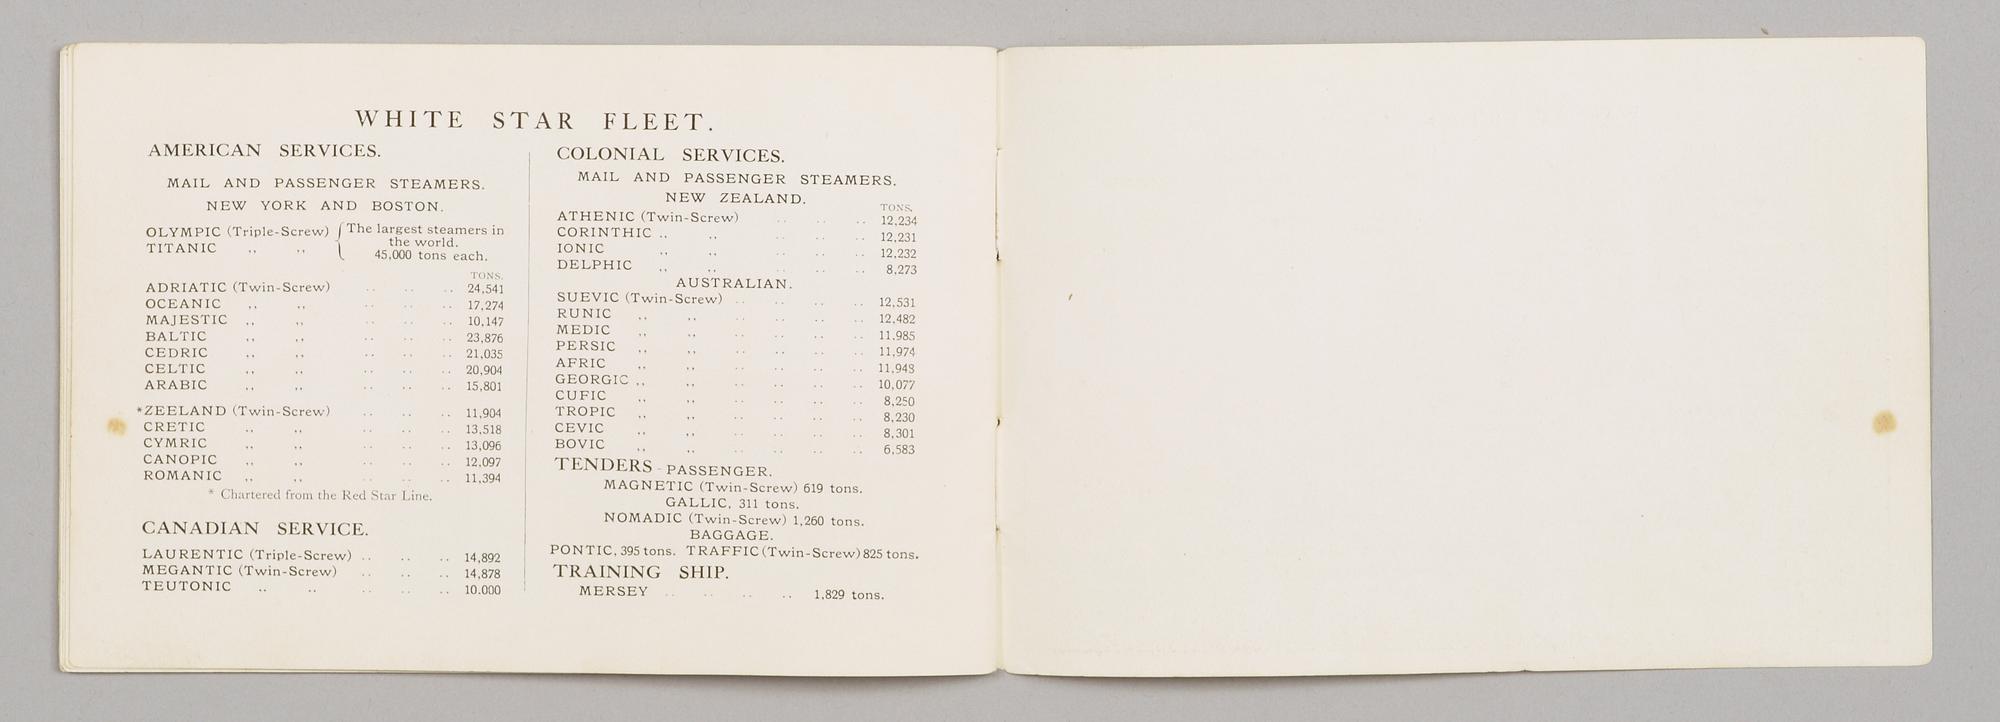 WHITE STAR FLEET.
AMERICAN SERVICES.
MAIL AND PASSENGER STEAMERS.
NEW YORK AND BOSTON.
OLYMPIC (Triple-Screw) { The largest steamers in
TITANIC ,, ,, the world.
45,000 tons each.
TONS.
ADRIATIC (Twin-Screw) .. .. .. 24,541
OCEANIC ,, ,, .. .. .. 17,274
MAJESTIC ,, ,, .. .. .. 10,147
BALTIC ,, ,, .. .. .. 23,876
CEDRIC ,, ,, .. .. .. 21,035
CELTIC ,, ,, .. .. .. 20,904
ARABIC ,, ,, .. .. .. 15,801
*ZEELAND (Twin-Screw) .. .. .. 11,904
CRETIC ,, ,, .. .. .. 13,518
CYMRIC ,, ,, .. .. .. 13,096
CANOPIC ,, ,, .. .. .. 12,097
ROMANIC ,, ,, .. .. .. 11,394
* Chartered from the Red Star Line.
CANADIAN SERVICE.
LAURENTIC (Triple-Screw) .. .. .. 14,892
MEGANTIC (Twin-Screw) .. .. .. 14,878
TEUTONIC ,, ,, .. .. .. 10.000
COLONIAL SERVICES.
MAIL AND PASSENGER STEAMERS.
NEW ZEALAND.
TONS.
ATHENIC (Twin-Screw) .. .. .. 12,234
CORINTHIC ,, ,, .. .. .. 12,231
IONIC ,, ,, .. .. .. 12,232
DELPHIC ,, ,, .. .. .. 8,273
AUSTRALIAN.
SUEVIC (Twin-Screw) .. .. .. .. 12,531
RUNIC ,, ,, .. .. .. .. 12,482
MEDIC ,, ,, .. .. .. .. 11,985
PERSIC ,, ,, .. .. .. .. 11,974
AFRIC ,, ,, .. .. .. .. 11,948
GEORGIC ,, ,, .. .. .. .. 10,077
CUFIC ,, ,, .. .. .. .. 8,250
TROPIC ,, ,, .. .. .. .. 8,230
CEVIC ,, ,, .. .. .. .. 8,301
BOVIC ,, ,, .. .. .. .. 6,583
TENDERS - PASSENGER.
MAGNETIC (Twin-Screw) 619 tons.
GALLIC, 311 tons.
NOMADIC (Twin-Screw) 1,260 tons.
BAGGAGE.
PONTIC, 395 tons. TRAFFIC (Twin-Screw) 825 tons.
TRAINING SHIP.
MERSEY .. .. .. .. 1,829 tons.